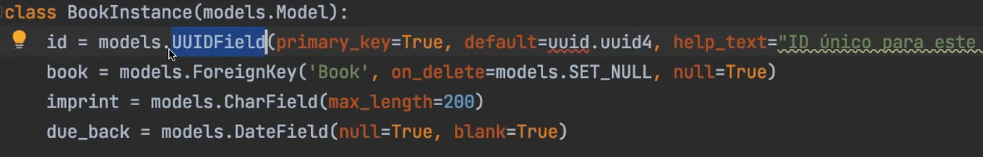 class BookInstance(models.Model):
id = models.UUIDField(primary_key=True, default=uuid.uuid4, help_text="ID único para este
book = models.ForeignKey('Book', on_delete=models.SET_NULL, null=True)
imprint = models.CharField(max_length=200)
due_back = models.DateField(null=True, blank=True)